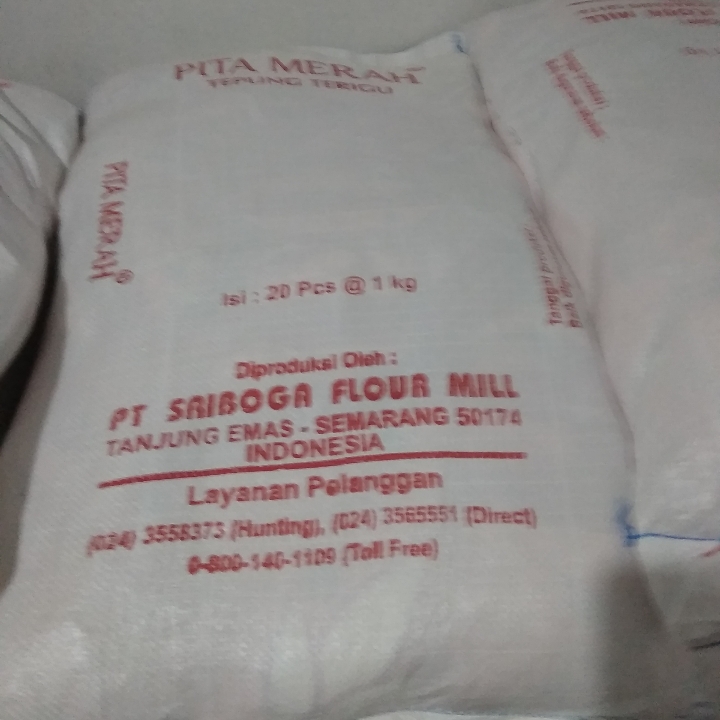 PITA MERAH
TEPUNG TERIGU
PITA MERAH®
Isi : 20 Pcs @ 1 kg
Diproduksi Oleh :
PT SRIBOGA FLOUR MILL
TANJUNG EMAS - SEMARANG 50174
INDONESIA
Layanan Pelanggan
(024) 3558373 (Hunting), (024) 3565551 (Direct)
0-800-140-1109 (Toll Free)